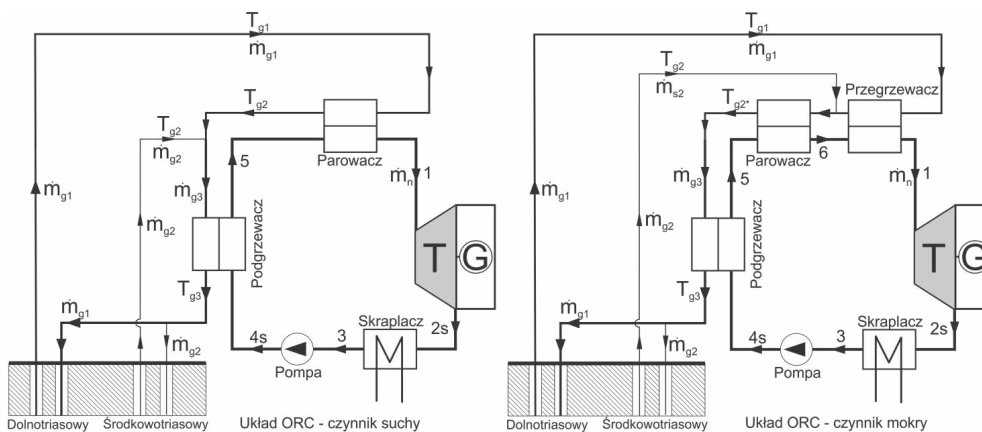 T_g1
ṁ_g1
T_g2
T_g2
ṁ_g2
5
Parowacz
ṁ_n
1
ṁ_g1
ṁ_g2
ṁ_g3
Podgrzewacz
T
G
T_g3
ṁ_g1
ṁ_g2
4s
3
Skraplacz
2s
Pompa
Dolnotriasowy
Środkowotriasowy
Układ ORC - czynnik suchy
T_g1
ṁ_g1
T_g2
ṁ_s2
Przegrzewacz
T_g2*
Parowacz
6
5
ṁ_n
1
ṁ_g1
ṁ_g2
ṁ_g3
Podgrzewacz
T
G
T_g3
ṁ_g1
ṁ_g2
4s
3
Skraplacz
2s
Pompa
Dolnotriasowy
Środkowotriasowy
Układ ORC - czynnik mokry